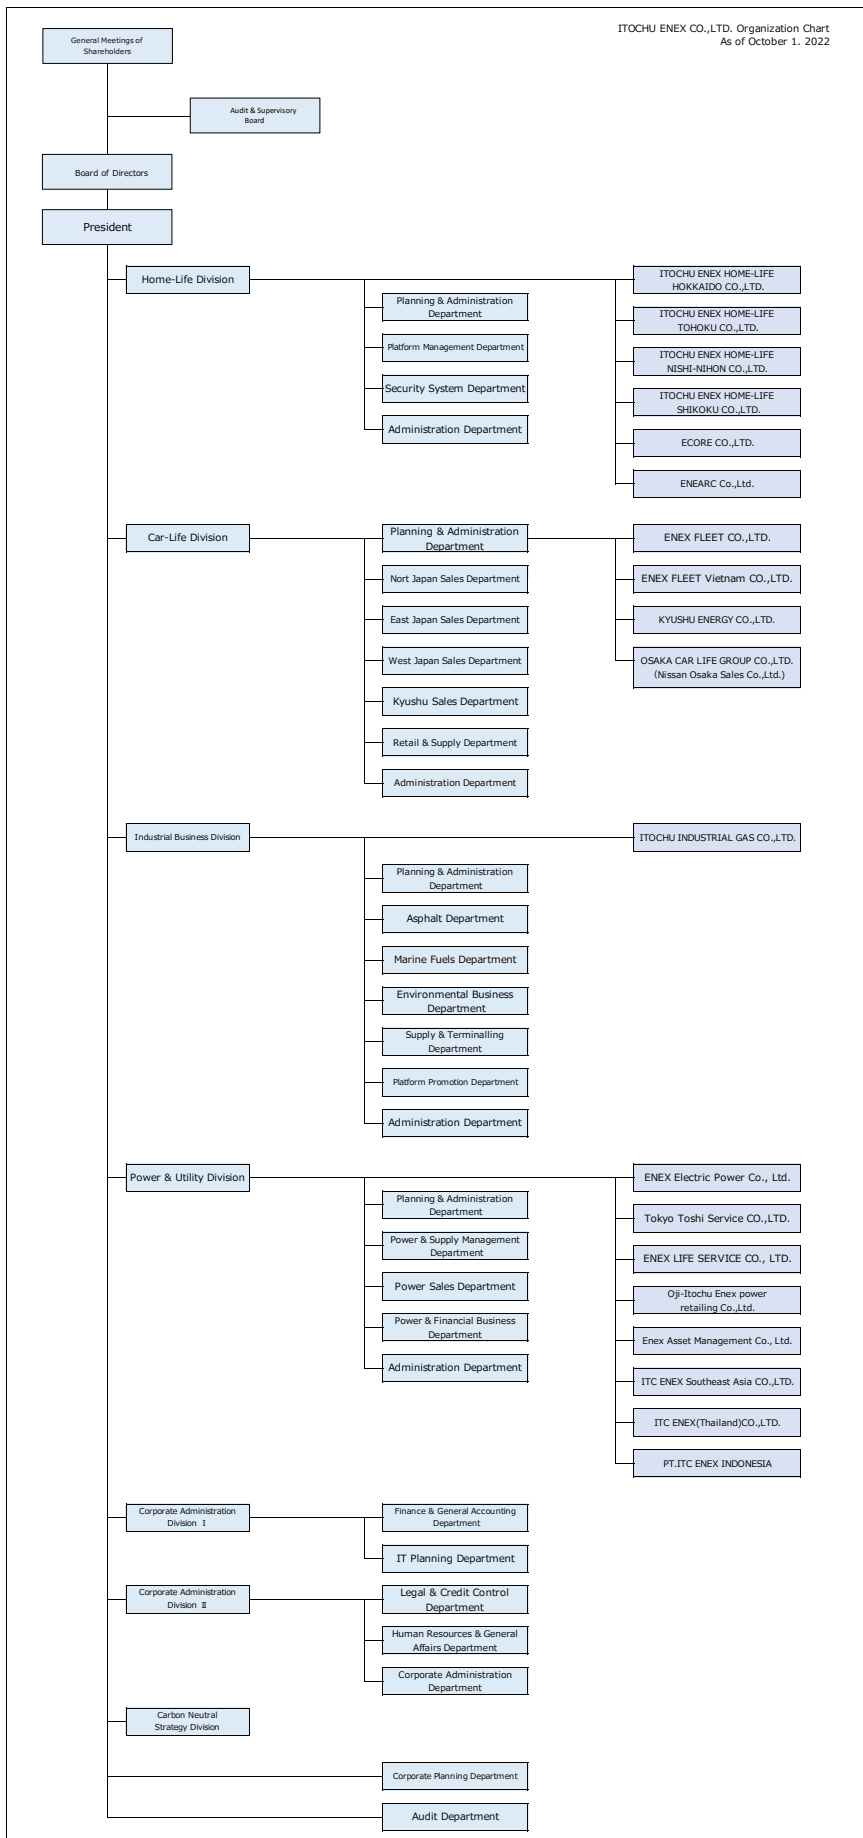 ITOCHU ENEX CO.,LTD. Organization Chart
As of October 1. 2022
General Meetings of
Shareholders
Audit & Supervisory
Board
Board of Directors
President
Home-Life Division
Planning & Administration
Department
Platform Management Department
Security System Department
Administration Department
ITOCHU ENEX HOME-LIFE
HOKKAIDO CO.,LTD.
ITOCHU ENEX HOME-LIFE
TOHOKU CO.,LTD.
ITOCHU ENEX HOME-LIFE
NISHI-NIHON CO.,LTD.
ITOCHU ENEX HOME-LIFE
SHIKOKU CO.,LTD.
ECORE CO.,LTD.
ENEARC Co.,Ltd.
Car-Life Division
Planning & Administration
Department
Nort Japan Sales Department
East Japan Sales Department
West Japan Sales Department
Kyushu Sales Department
Retail & Supply Department
Administration Department
ENEX FLEET CO.,LTD.
ENEX FLEET Vietnam CO.,LTD.
KYUSHU ENERGY CO.,LTD.
OSAKA CAR LIFE GROUP CO.,LTD.
(Nissan Osaka Sales Co.,Ltd.)
Industrial Business Division
Planning & Administration
Department
Asphalt Department
Marine Fuels Department
Environmental Business
Department
Supply & Terminalling
Department
Platform Promotion Department
Administration Department
ITOCHU INDUSTRIAL GAS CO.,LTD.
Power & Utility Division
Planning & Administration
Department
Power & Supply Management
Department
Power Sales Department
Power & Financial Business
Department
Administration Department
ENEX Electric Power Co., Ltd.
Tokyo Toshi Service CO.,LTD.
ENEX LIFE SERVICE CO., LTD.
Oji-Itochu Enex power
retailing Co.,Ltd.
Enex Asset Management Co., Ltd.
ITC ENEX Southeast Asia CO.,LTD.
ITC ENEX(Thailand)CO.,LTD.
PT.ITC ENEX INDONESIA
Corporate Administration
Division Ⅰ
Finance & General Accounting
Department
IT Planning Department
Corporate Administration
Division Ⅱ
Legal & Credit Control
Department
Human Resources & General
Affairs Department
Corporate Administration
Department
Carbon Neutral
Strategy Division
Corporate Planning Department
Audit Department